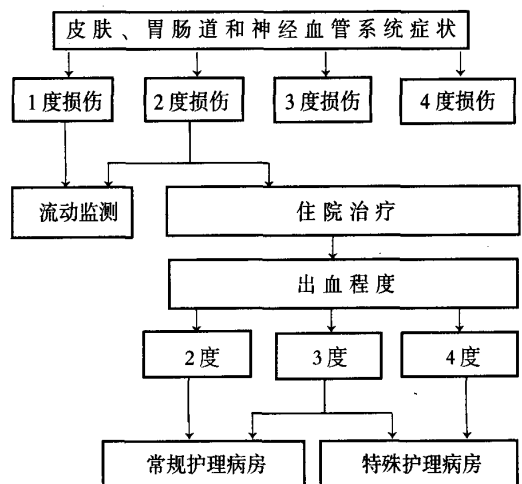 皮肤、胃肠道和神经血管系统症状
1度损伤
2度损伤
3度损伤
4度损伤
流动监测
住院治疗
出血程度
2度
3度
4度
常规护理病房
特殊护理病房